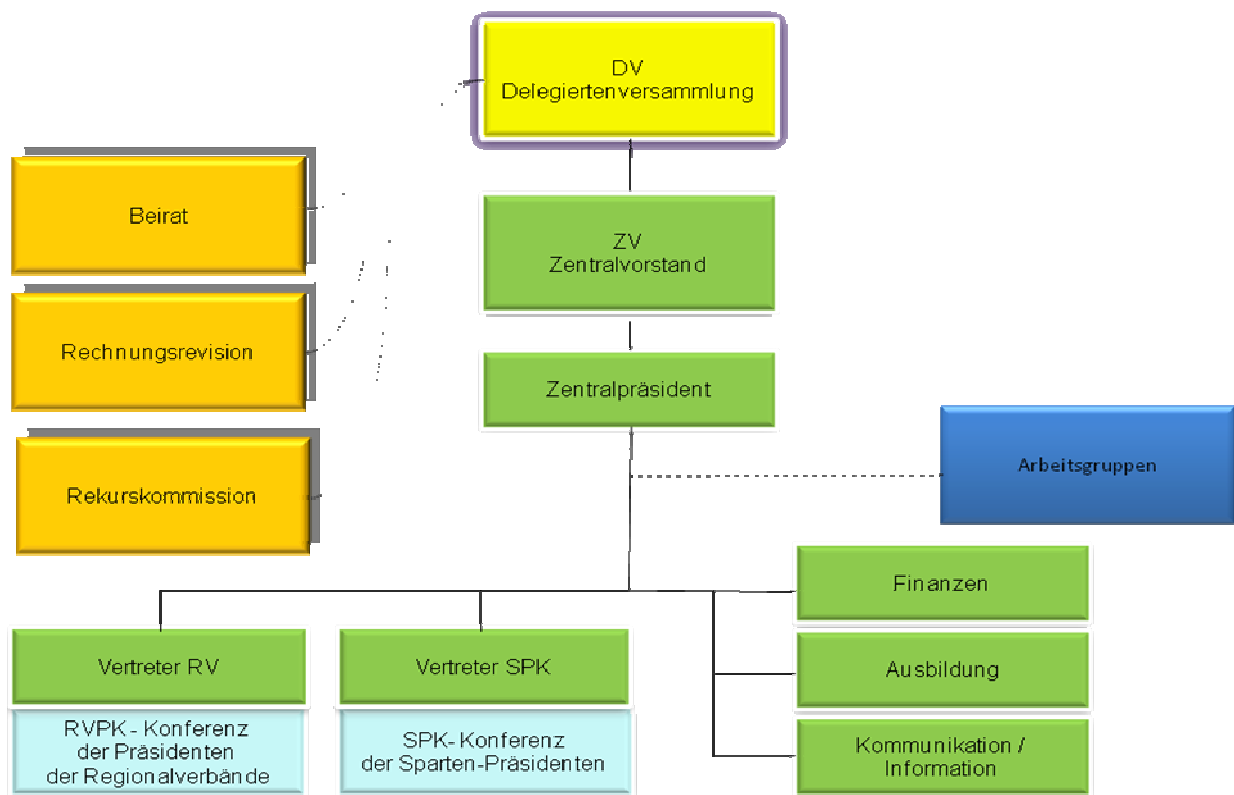 DV
Delegiertenversammlung
Beirat
ZV
Zentralvorstand
Rechnungsrevision
Zentralpräsident
Arbeitsgruppen
Rekurskommission
Finanzen
Vertreter RV
Vertreter SPK
Ausbildung
RVPK - Konferenz
der Präsidenten
der Regionalverbände
SPK- Konferenz
der Sparten-Präsidenten
Kommunikation /
Information